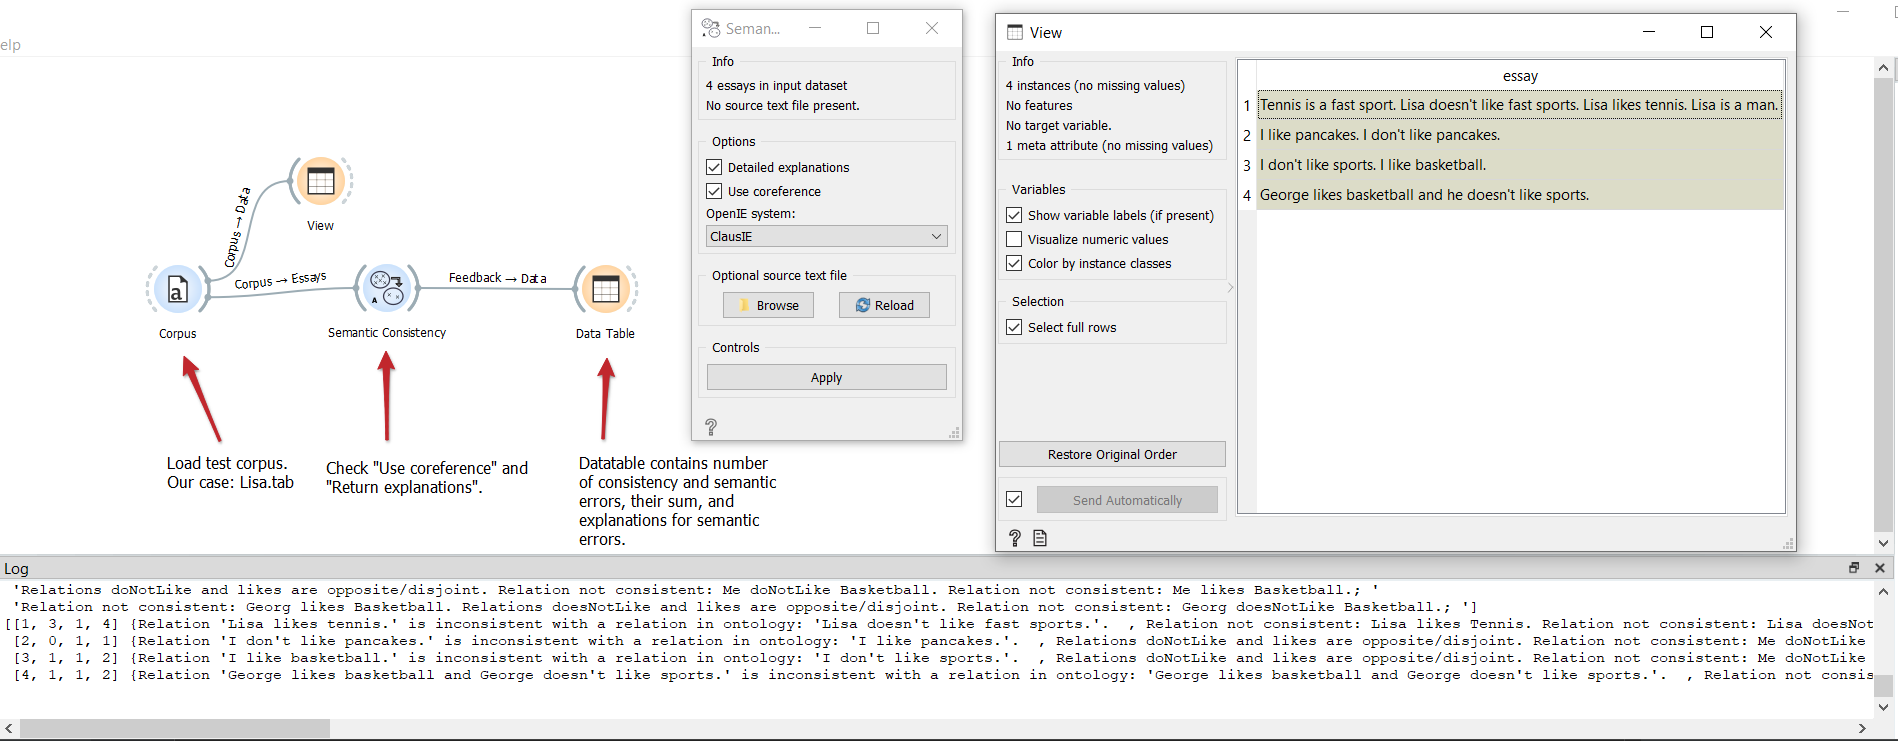 elp
Corpus → Data
View
Corpus → Essays
Feedback → Data
Corpus
Semantic Consistency
Data Table
Load test corpus.
Our case: Lisa.tab
Check "Use coreference" and
"Return explanations".
Datatable contains number
of consistency and semantic
errors, their sum, and
explanations for semantic
errors.
Seman...
Info
4 essays in input dataset
No source text file present.
Options
Detailed explanations
Use coreference
OpenIE system:
ClausIE
Optional source text file
Browse
Reload
Controls
Apply
?
View
Info
4 instances (no missing values)
No features
No target variable.
1 meta attribute (no missing values)
Variables
Show variable labels (if present)
Visualize numeric values
Color by instance classes
Selection
Select full rows
Restore Original Order
Send Automatically
?
essay
1 Tennis is a fast sport. Lisa doesn't like fast sports. Lisa likes tennis. Lisa is a man.
2 I like pancakes. I don't like pancakes.
3 I don't like sports. I like basketball.
4 George likes basketball and he doesn't like sports.
Log
'Relations doNotLike and likes are opposite/disjoint. Relation not consistent: Me doNotLike Basketball. Relation not consistent: Me likes Basketball.; '
'Relation not consistent: Georg likes Basketball. Relations doesNotLike and likes are opposite/disjoint. Relation not consistent: Georg doesNotLike Basketball.; ']
[[1, 3, 1, 4] {Relation 'Lisa likes tennis.' is inconsistent with a relation in ontology: 'Lisa doesn't like fast sports.'.  , Relation not consistent: Lisa likes Tennis. Relation not consistent: Lisa doesNot
[2, 0, 1, 1] {Relation 'I don't like pancakes.' is inconsistent with a relation in ontology: 'I like pancakes.'.  , Relations doNotLike and likes are opposite/disjoint. Relation not consistent: Me doNotLike
[3, 1, 1, 2] {Relation 'I like basketball.' is inconsistent with a relation in ontology: 'I don't like sports.'.  , Relations doNotLike and likes are opposite/disjoint. Relation not consistent: Me doNotLike
[4, 1, 1, 2] {Relation 'George likes basketball and George doesn't like sports.' is inconsistent with a relation in ontology: 'George likes basketball and George doesn't like sports.'.  , Relation not consis